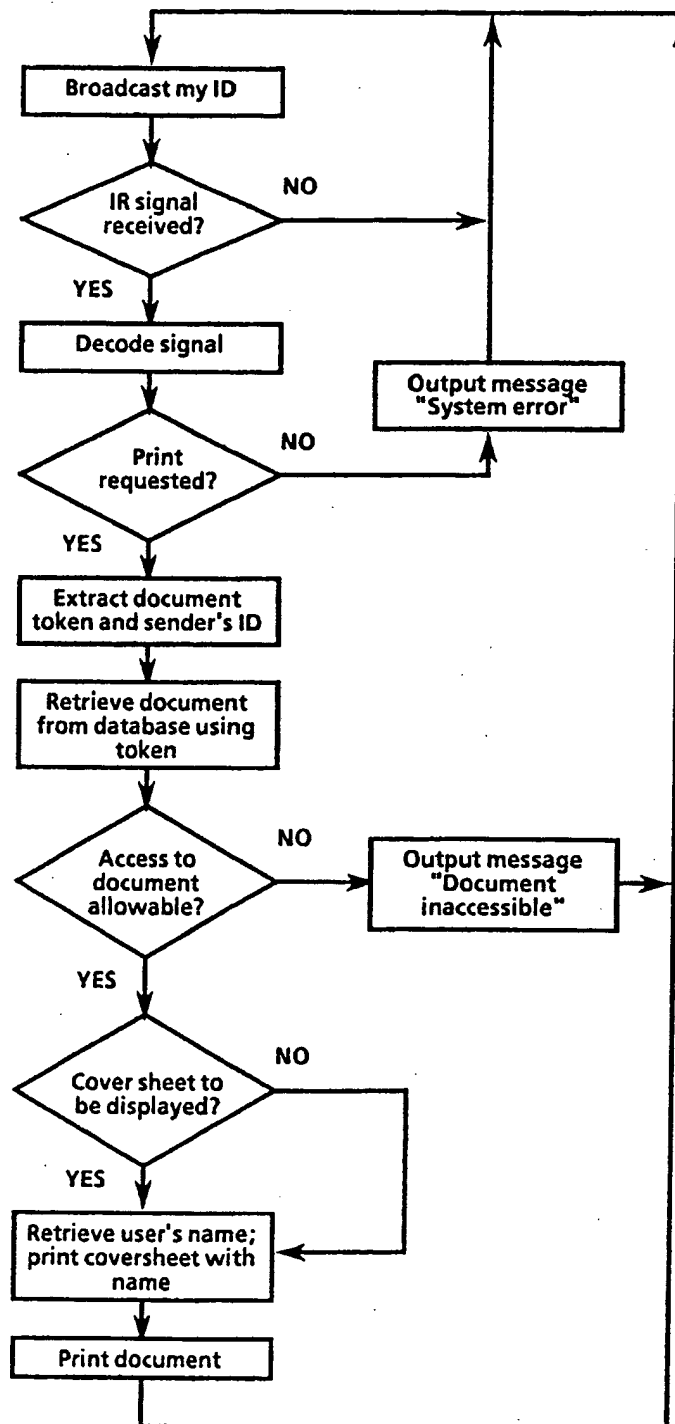 Broadcast my ID
IR signal
received?
NO
YES
Decode signal
Output message
"System error"
Print
requested?
NO
YES
Extract document
token and sender's ID
Retrieve document
from database using
token
Access to
document
allowable?
NO
Output message
"Document
inaccessible"
YES
Cover sheet to
be displayed?
NO
YES
Retrieve user's name;
print coversheet with
name
Print document